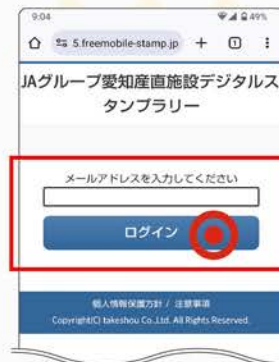 9:04
49%
5.freemobile-stamp.jp
1
JAグループ愛知産直施設デジタルス
タンプラリー
メールアドレスを入力してください
ログイン
個人情報保護方針 / 注意事項
Copyright(C) takeshou Co.,Ltd. All Rights Reserved.